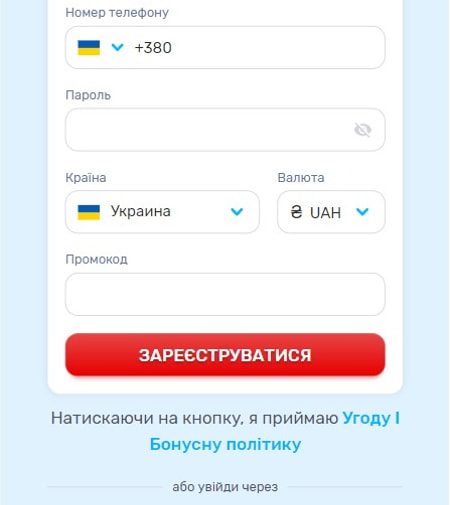 Номер телефону
+380
Пароль
Країна Валюта
Украина ₴ UAH
Промокод
ЗАРЕЄСТРУВАТИСЯ
Натискаючи на кнопку, я приймаю Угоду І
Бонусну політику
або увійди через